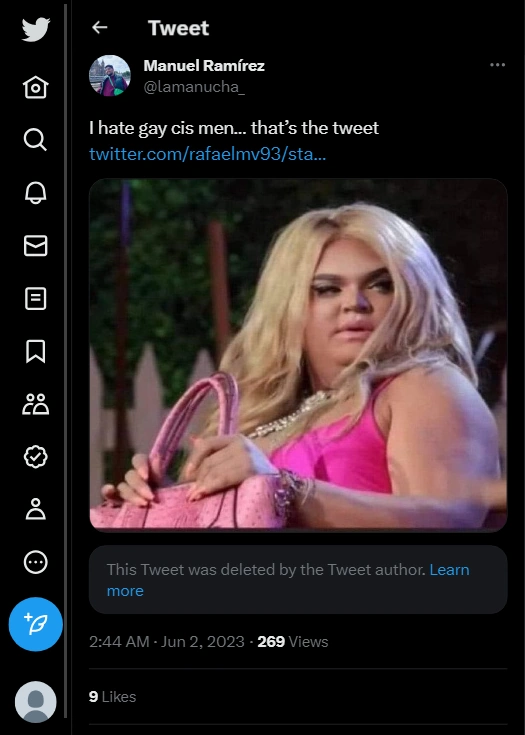 Tweet
Manuel Ramírez
@lamanucha_
I hate gay cis men... that's the tweet
twitter.com/rafaelmv93/sta...
This Tweet was deleted by the Tweet author. Learn
more
2:44 AM · Jun 2, 2023 · 269 Views
9 Likes